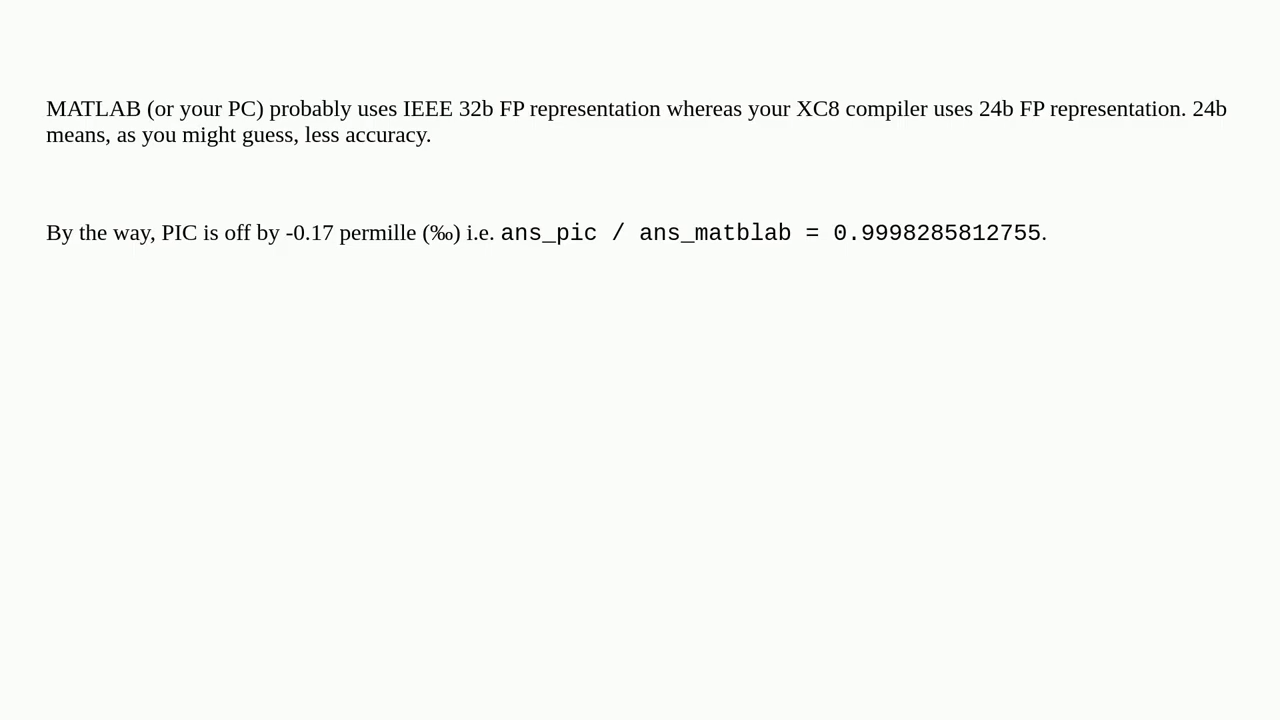 MATLAB (or your PC) probably uses IEEE 32b FP representation whereas your XC8 compiler uses 24b FP representation. 24b
means, as you might guess, less accuracy.
By the way, PIC is off by -0.17 permille (‰) i.e. ans_pic / ans_matblab = 0.9998285812755.